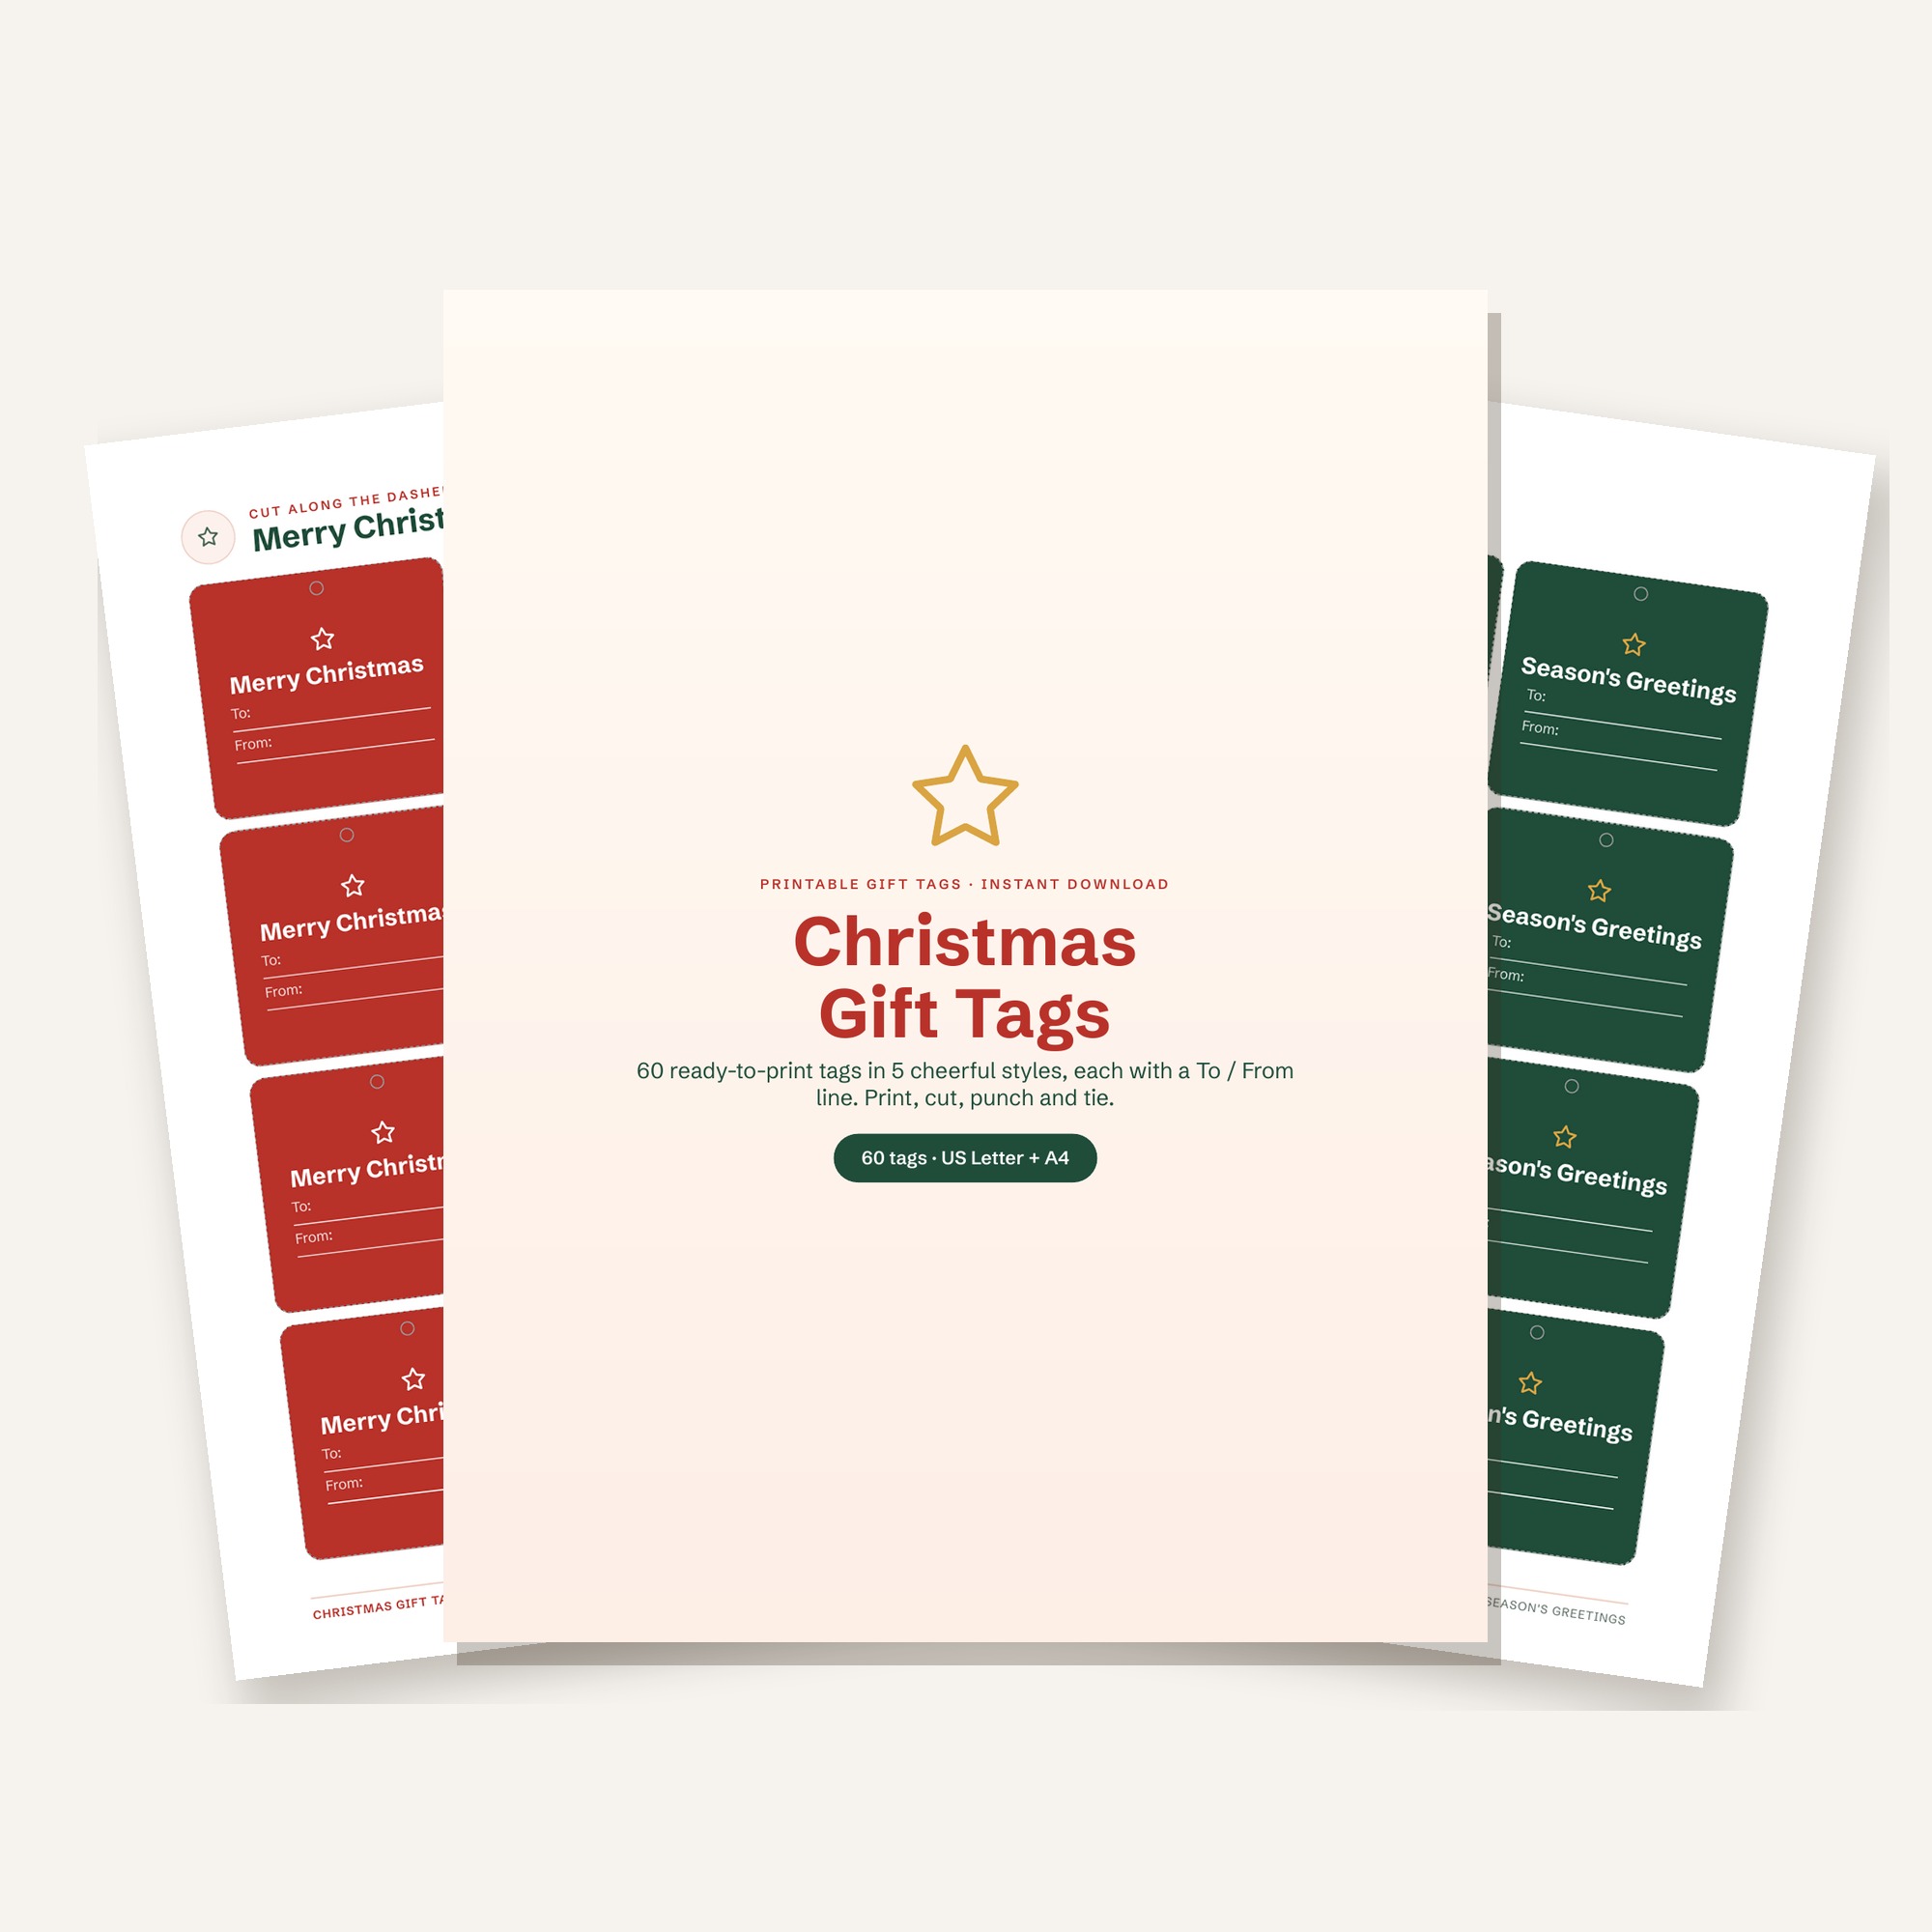 CUT ALONG THE DASHE
Merry Christ
Merry Christmas
To:
From:
Merry Christmas
To:
From:
Merry Christ
To:
From:
Merry Chri
To:
From:
CHRISTMAS GIFT TA
PRINTABLE GIFT TAGS · INSTANT DOWNLOAD
Christmas
Gift Tags
60 ready-to-print tags in 5 cheerful styles, each with a To / From
line. Print, cut, punch and tie.
60 tags · US Letter + A4
Season's Greetings
To:
From:
Season's Greetings
To:
From:
ason's Greetings
n's Greetings
SEASON'S GREETINGS